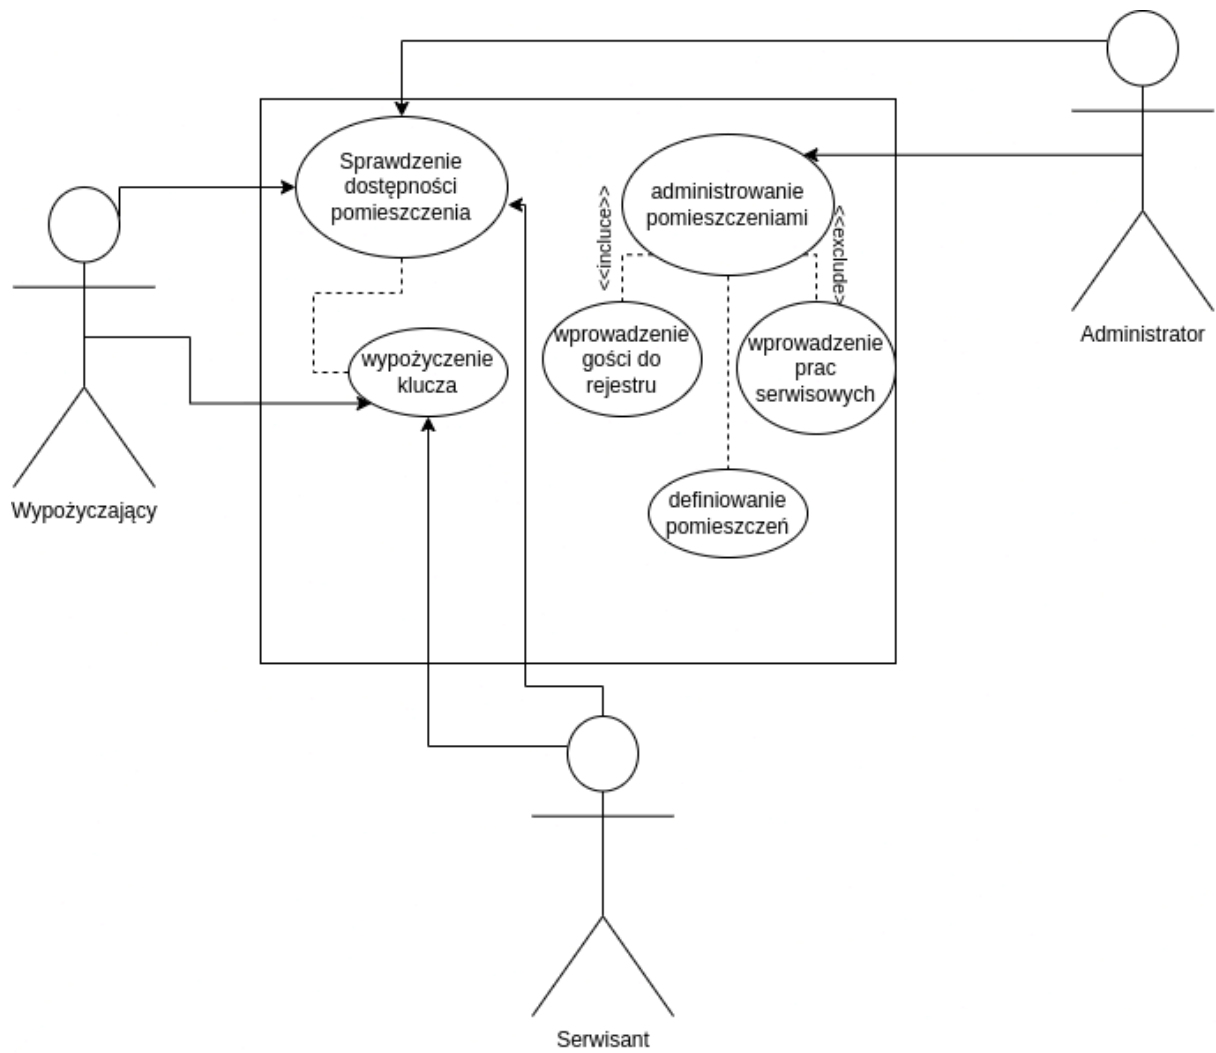 Sprawdzenie
dostępności
pomieszczenia
administrowanie
pomieszczeniami
<<incluce>>
<<exclude>
wprowadzenie
gości do
rejestru
wprowadzenie
prac
serwisowych
wypożyczenie
klucza
definiowanie
pomieszczeń
Wypożyczający
Administrator
Serwisant